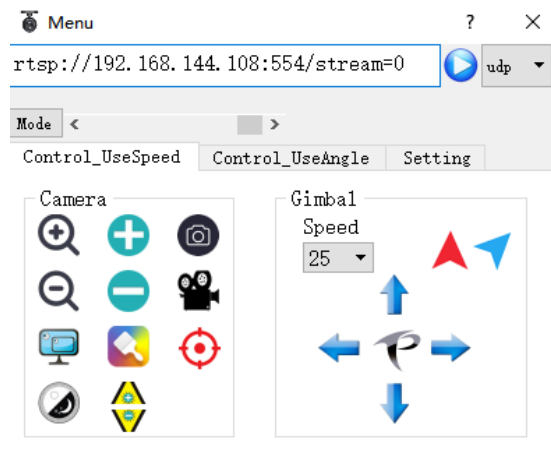 Menu
rtsp://192.168.144.108:554/stream=0
udp
Mode
Control_UseSpeed Control_UseAngle Setting
Camera
Gimbal
Speed
25